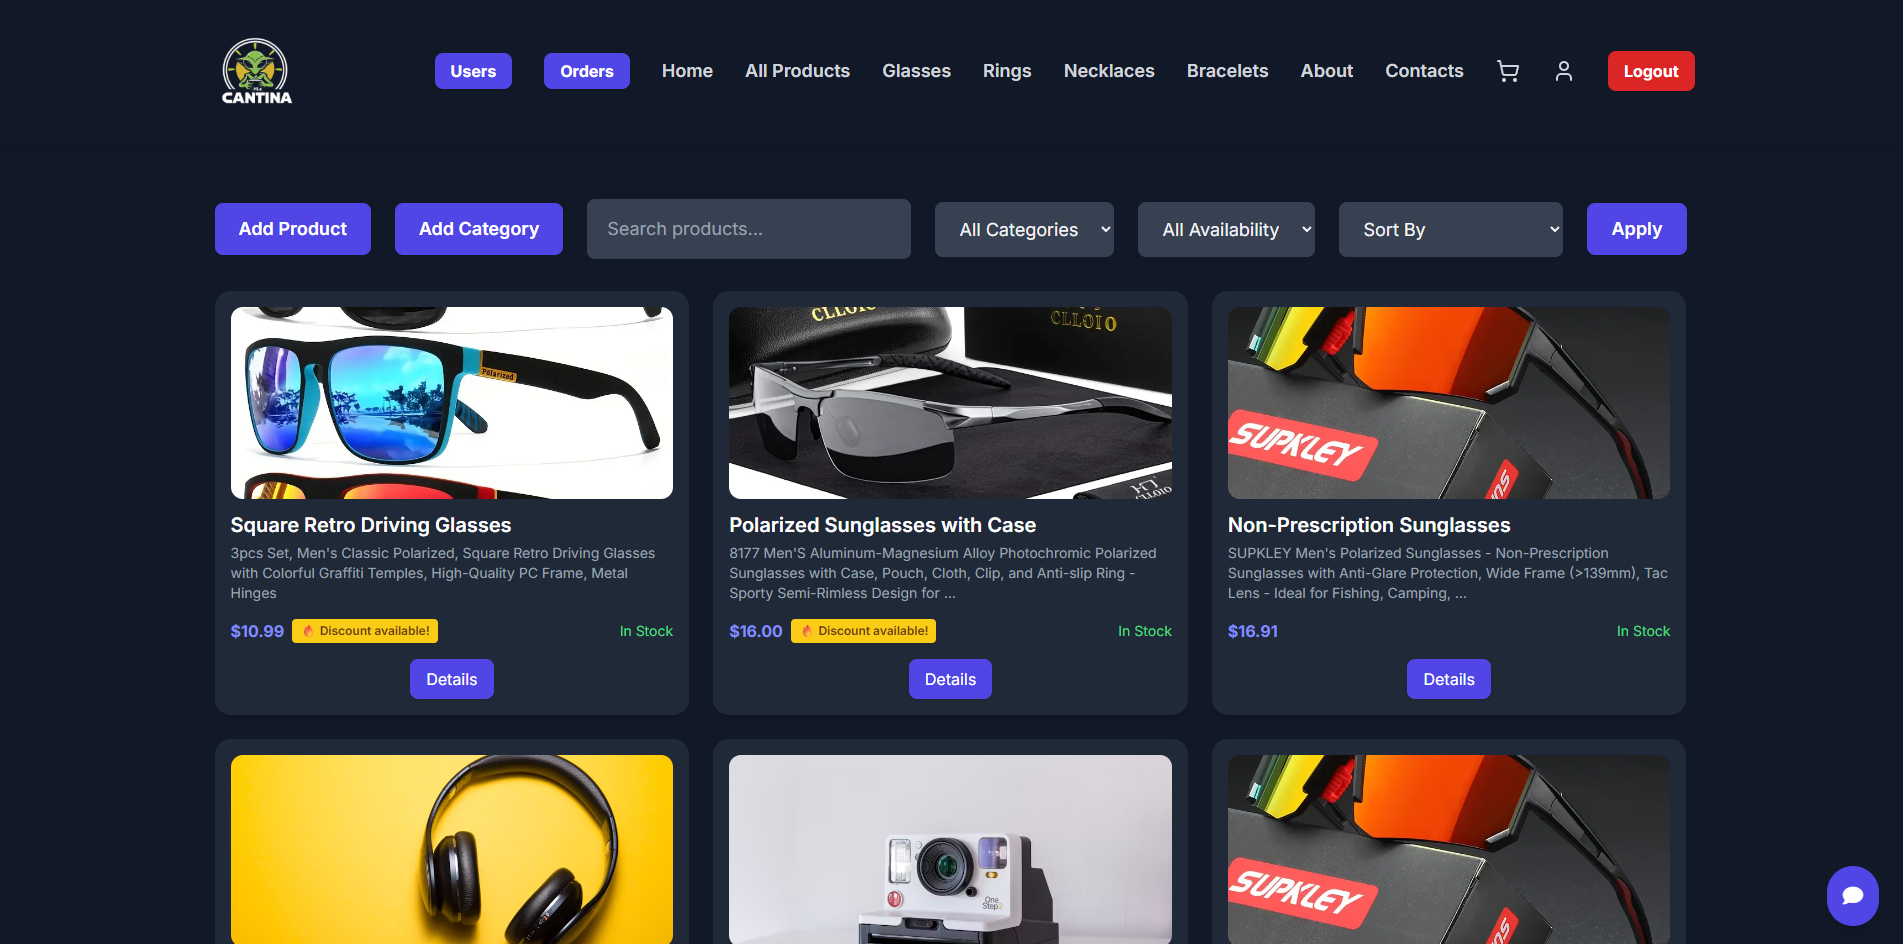 CANTINA
Users
Orders
Home
All Products
Glasses
Rings
Necklaces
Bracelets
About
Contacts
Logout
Add Product
Add Category
Search products...
All Categories
All Availability
Sort By
Apply
Polarized
CLLOIO
CLLOIO
CLLOIO
SUPKLEY
Square Retro Driving Glasses
3pcs Set, Men's Classic Polarized, Square Retro Driving Glasses
with Colorful Graffiti Temples, High-Quality PC Frame, Metal
Hinges
$10.99
🔥 Discount available!
In Stock
Details
Polarized Sunglasses with Case
8177 Men'S Aluminum-Magnesium Alloy Photochromic Polarized
Sunglasses with Case, Pouch, Cloth, Clip, and Anti-slip Ring -
Sporty Semi-Rimless Design for ...
$16.00
🔥 Discount available!
In Stock
Details
Non-Prescription Sunglasses
SUPKLEY Men's Polarized Sunglasses - Non-Prescription
Sunglasses with Anti-Glare Protection, Wide Frame (>139mm), Tac
Lens - Ideal for Fishing, Camping, ...
$16.91
In Stock
Details
One
Step2
SUPKLEY